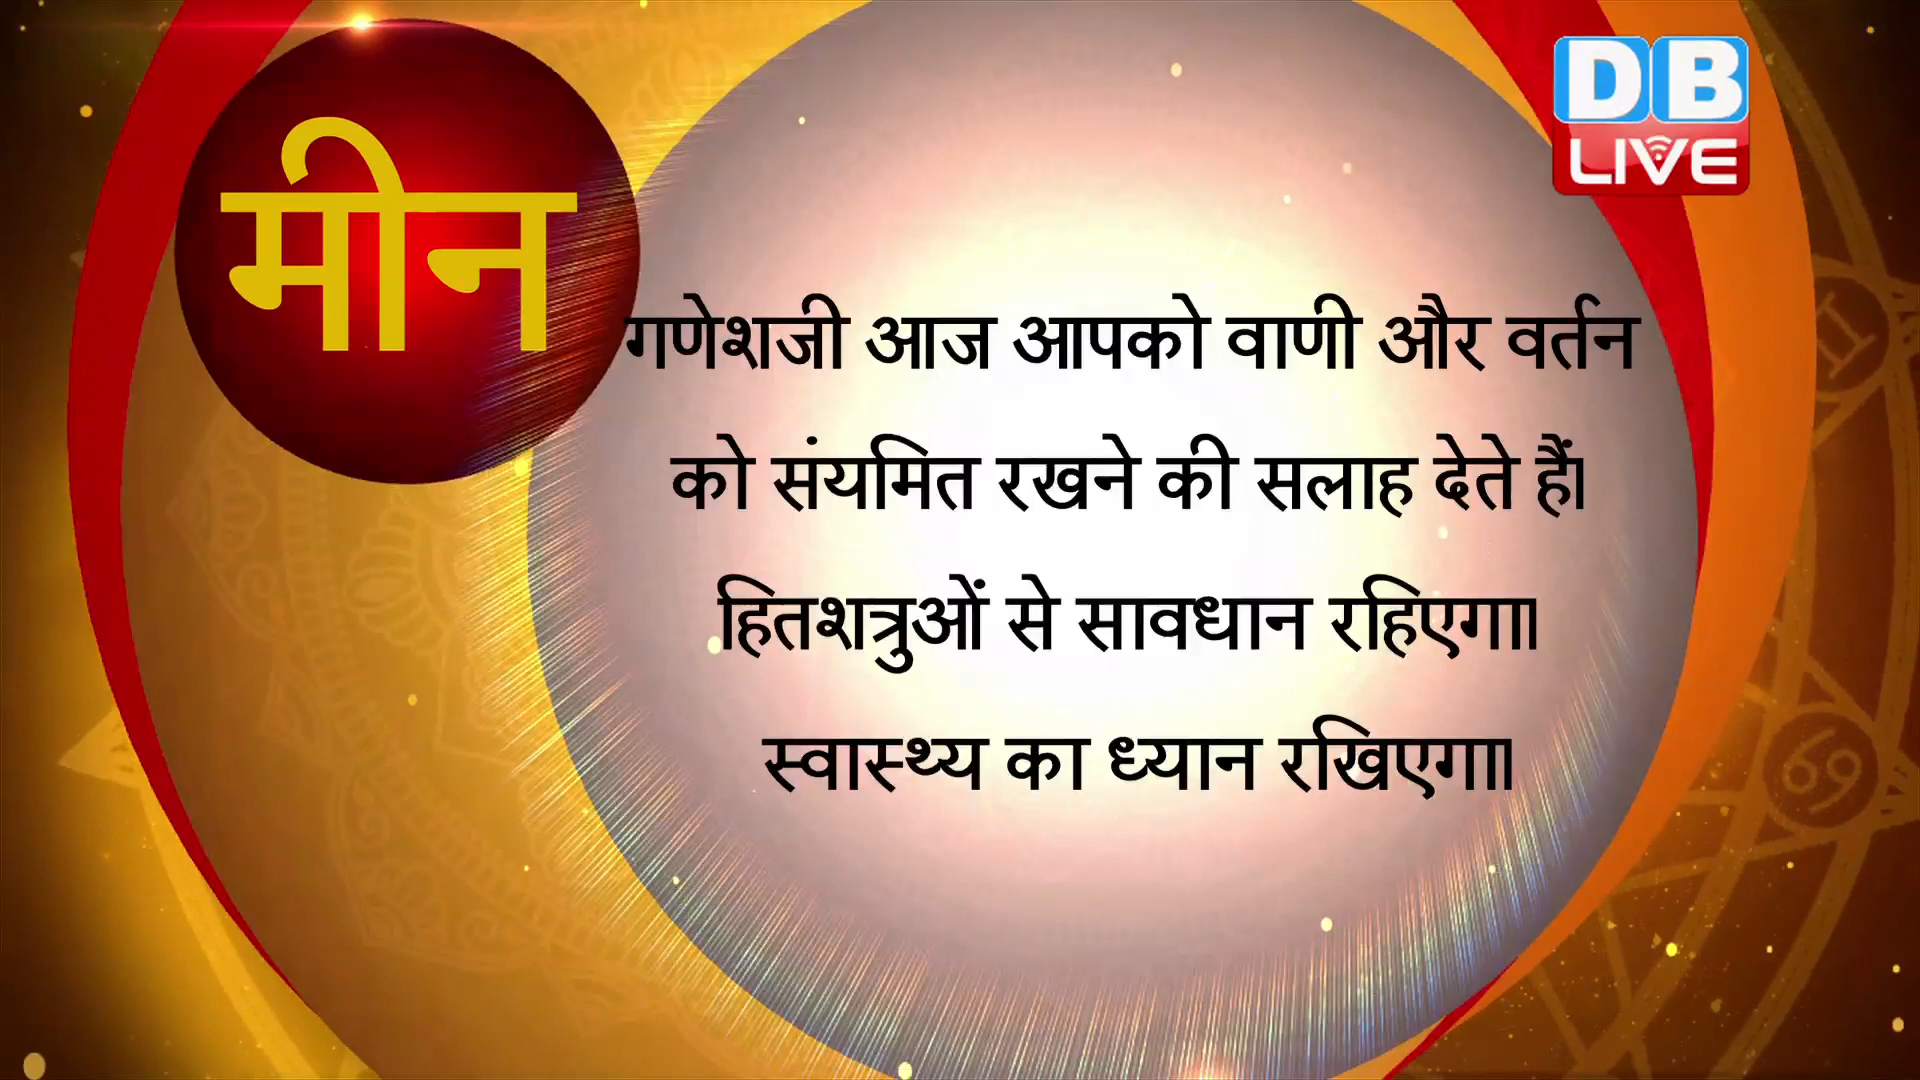 मीन
DB
LIVE
गणेशजी आज आपको वाणी और वर्तन
को संयमित रखने की सलाह देते हैं।
हितशत्रुओं से सावधान रहिएगा।
स्वास्थ्य का ध्यान रखिएगा।